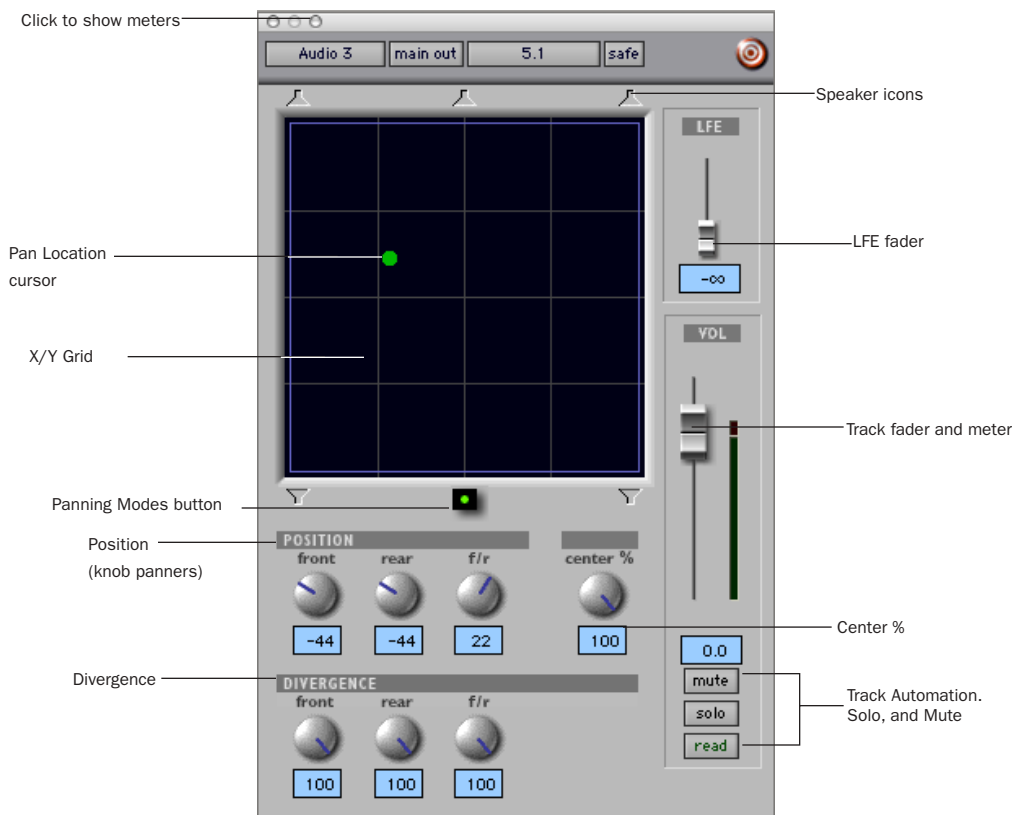 Click to show meters
Audio 3 main out 5.1 safe
Speaker icons
LFE
LFE fader
-∞
Pan Location
cursor
X/Y Grid
VOL
Track fader and meter
Panning Modes button
Position
(knob panners)
POSITION
front rear f/r center %
-44 -44 22 100
Center %
0.0
mute
solo
read
Track Automation.
Solo, and Mute
Divergence
DIVERGENCE
front rear f/r
100 100 100